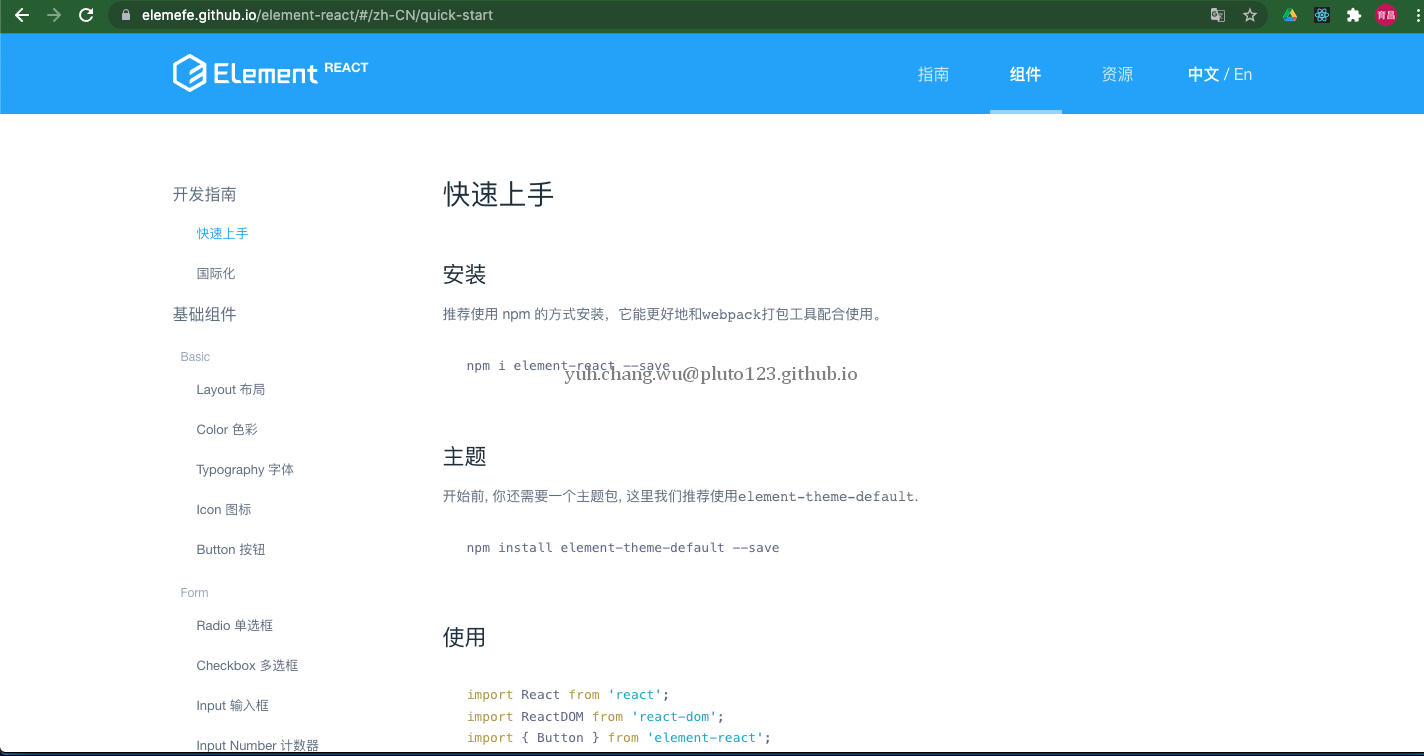 elemefe.github.io/element-react/#/zh-CN/quick-start
育昌
Element REACT
指南
组件
资源
中文 / En
开发指南
快速上手
国际化
基础组件
Basic
Layout 布局
Color 色彩
Typography 字体
Icon 图标
Button 按钮
Form
Radio 单选框
Checkbox 多选框
Input 输入框
Input Number 计数器
快速上手
安装
推荐使用 npm 的方式安装，它能更好地和webpack打包工具配合使用。
npm i element-react --save
yuh.chang.wu@pluto123.github.io
主题
开始前, 你还需要一个主题包, 这里我们推荐使用element-theme-default.
npm install element-theme-default --save
使用
import React from 'react';
import ReactDOM from 'react-dom';
import { Button } from 'element-react';